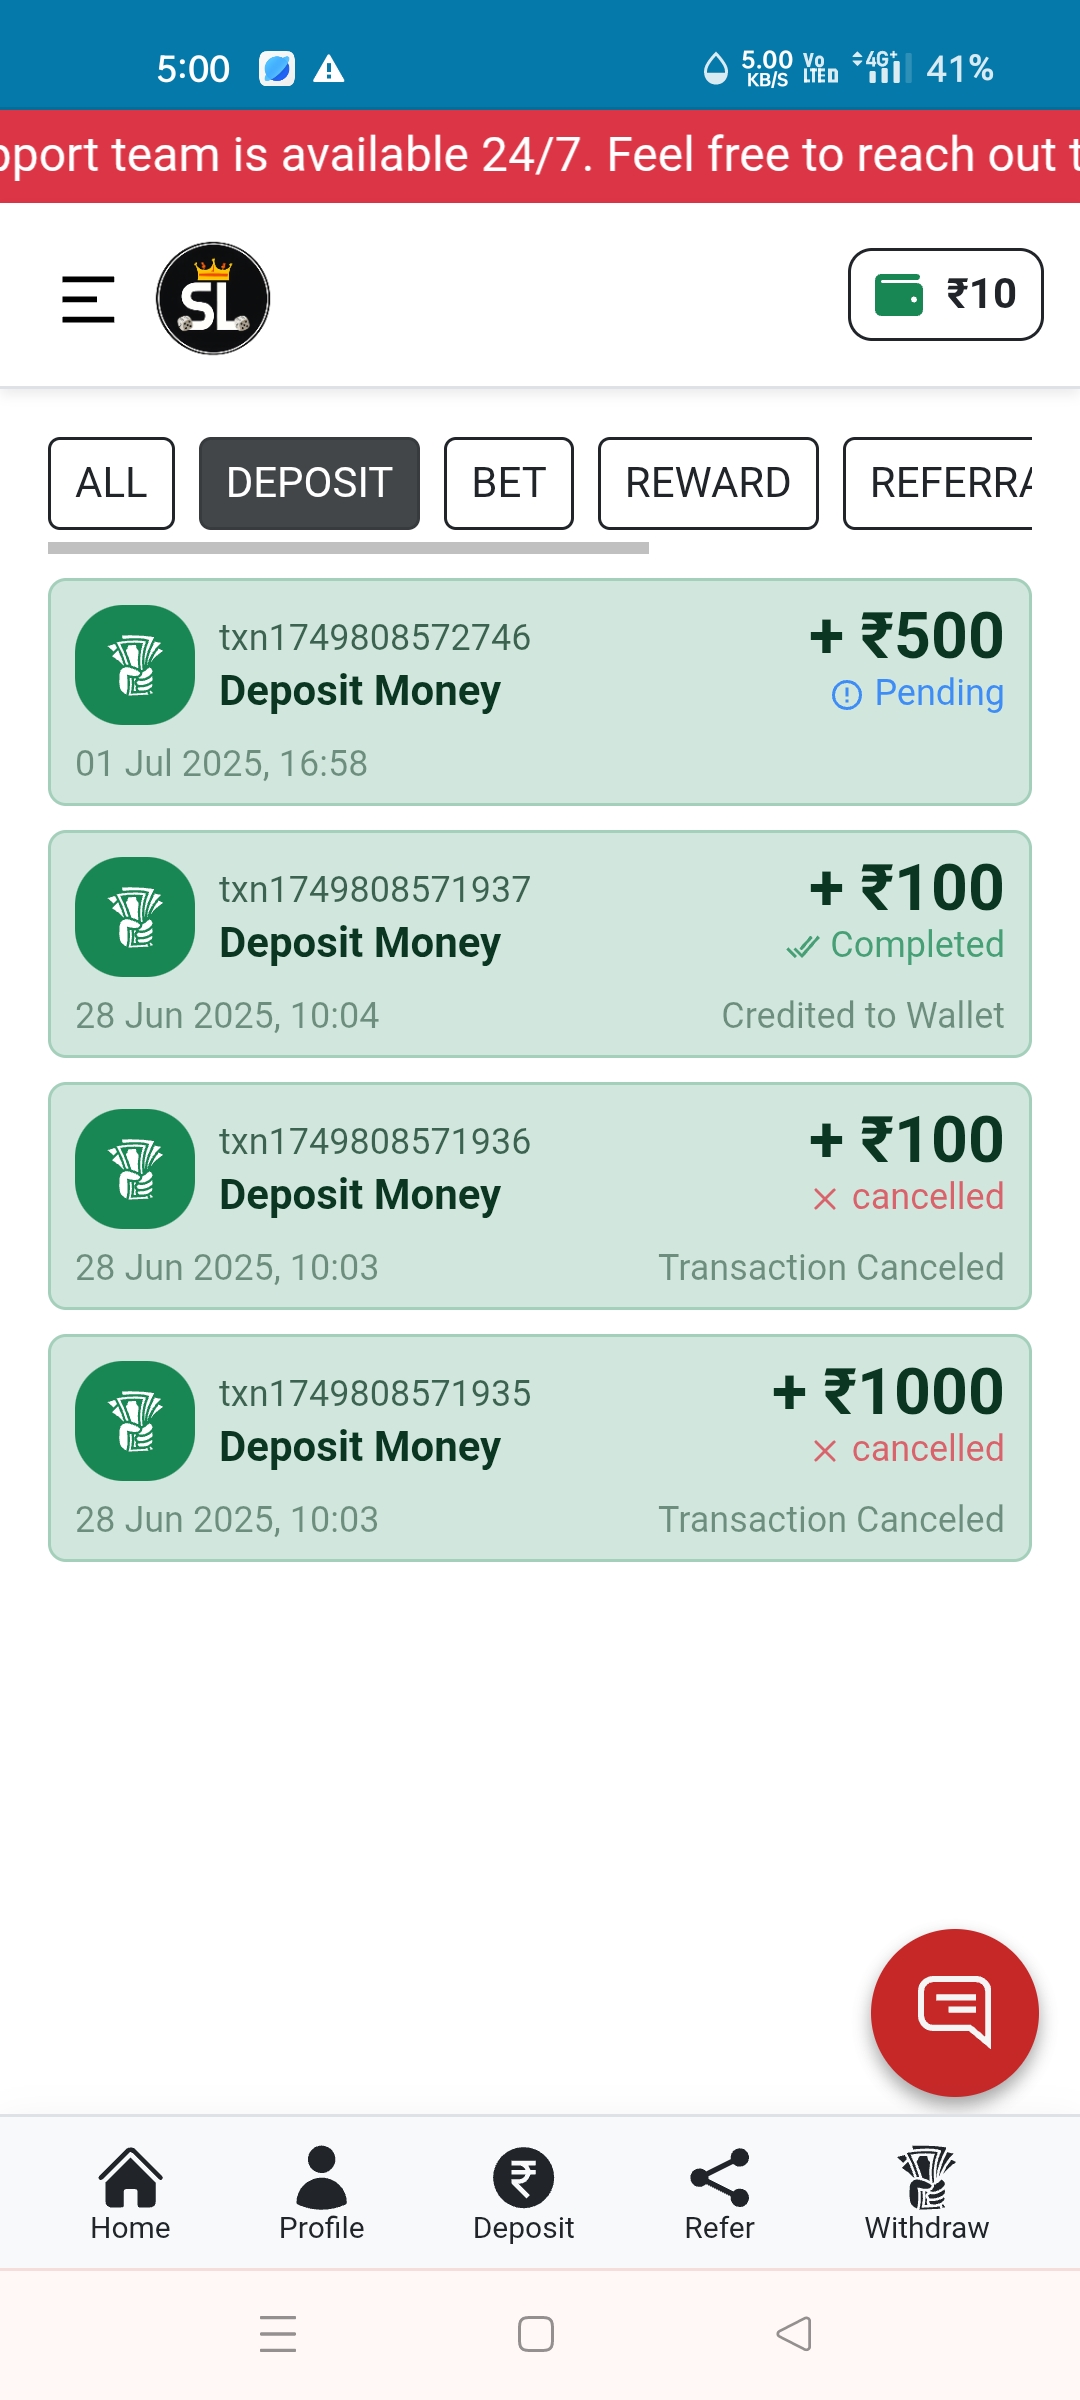 5:00 5.00 KB/S Vo LTE D 4G+ 41%
pport team is available 24/7. Feel free to reach out t
SL ₹10
ALL DEPOSIT BET REWARD REFERRA
txn1749808572746 + ₹500
Deposit Money Pending
01 Jul 2025, 16:58
txn1749808571937 + ₹100
Deposit Money Completed
28 Jun 2025, 10:04 Credited to Wallet
txn1749808571936 + ₹100
Deposit Money cancelled
28 Jun 2025, 10:03 Transaction Canceled
txn1749808571935 + ₹1000
Deposit Money cancelled
28 Jun 2025, 10:03 Transaction Canceled
Home Profile Deposit Refer Withdraw